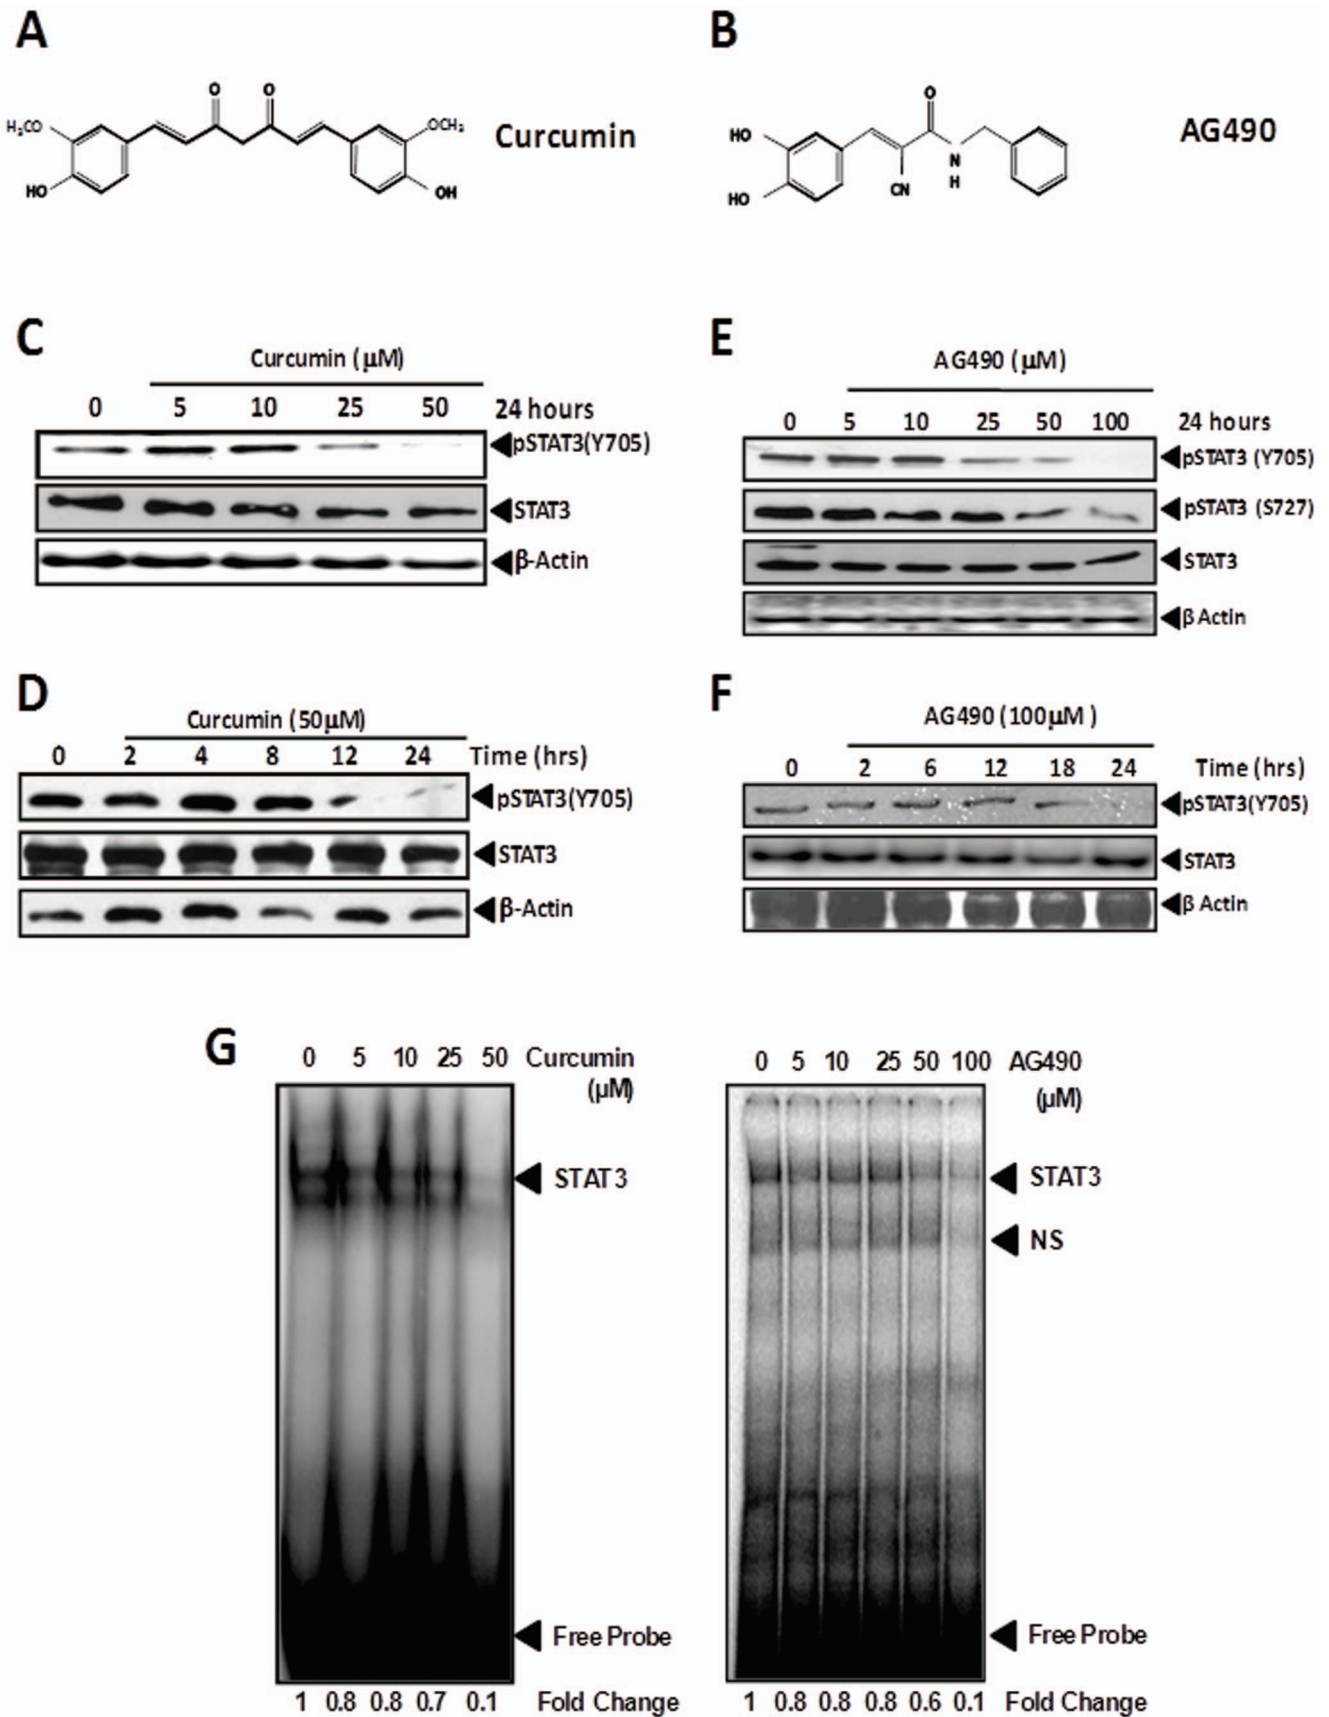 A
O O
H₃CO OCH₃
HO OH
Curcumin
B
O
HO
HO
CN
N
H
AG490
C
Curcumin (μM)
0 5 10 25 50 24 hours
pSTAT3(Y705)
STAT3
β-Actin
E
AG490 (μM)
0 5 10 25 50 100 24 hours
pSTAT3 (Y705)
pSTAT3 (S727)
STAT3
β Actin
D
Curcumin (50μM)
0 2 4 8 12 24 Time (hrs)
pSTAT3(Y705)
STAT3
β-Actin
F
AG490 (100μM )
0 2 6 12 18 24 Time (hrs)
pSTAT3(Y705)
STAT3
β Actin
G
0 5 10 25 50 Curcumin
(μM)
STAT3
Free Probe
1 0.8 0.8 0.7 0.1 Fold Change
0 5 10 25 50 100 AG490
(μM)
STAT3
NS
Free Probe
1 0.8 0.8 0.8 0.6 0.1 Fold Change